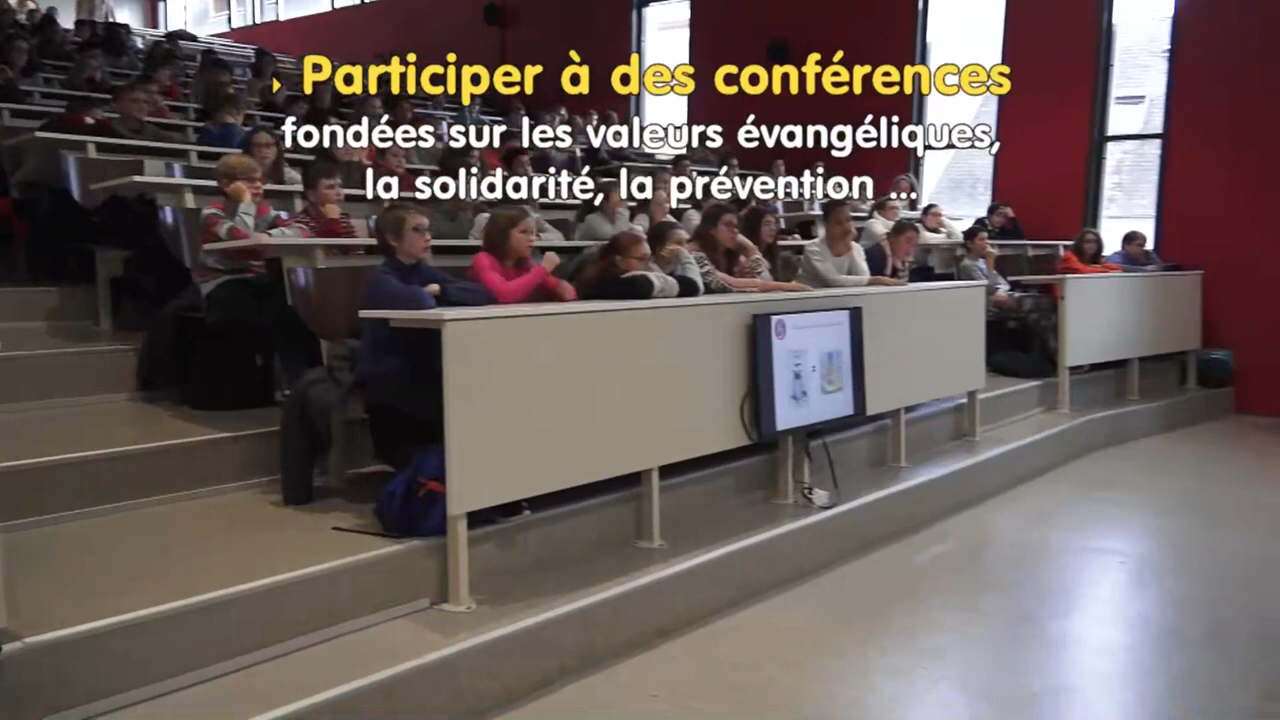 Participer à des conférences
fondées sur les valeurs évangéliques,
la solidarité, la prévention ...